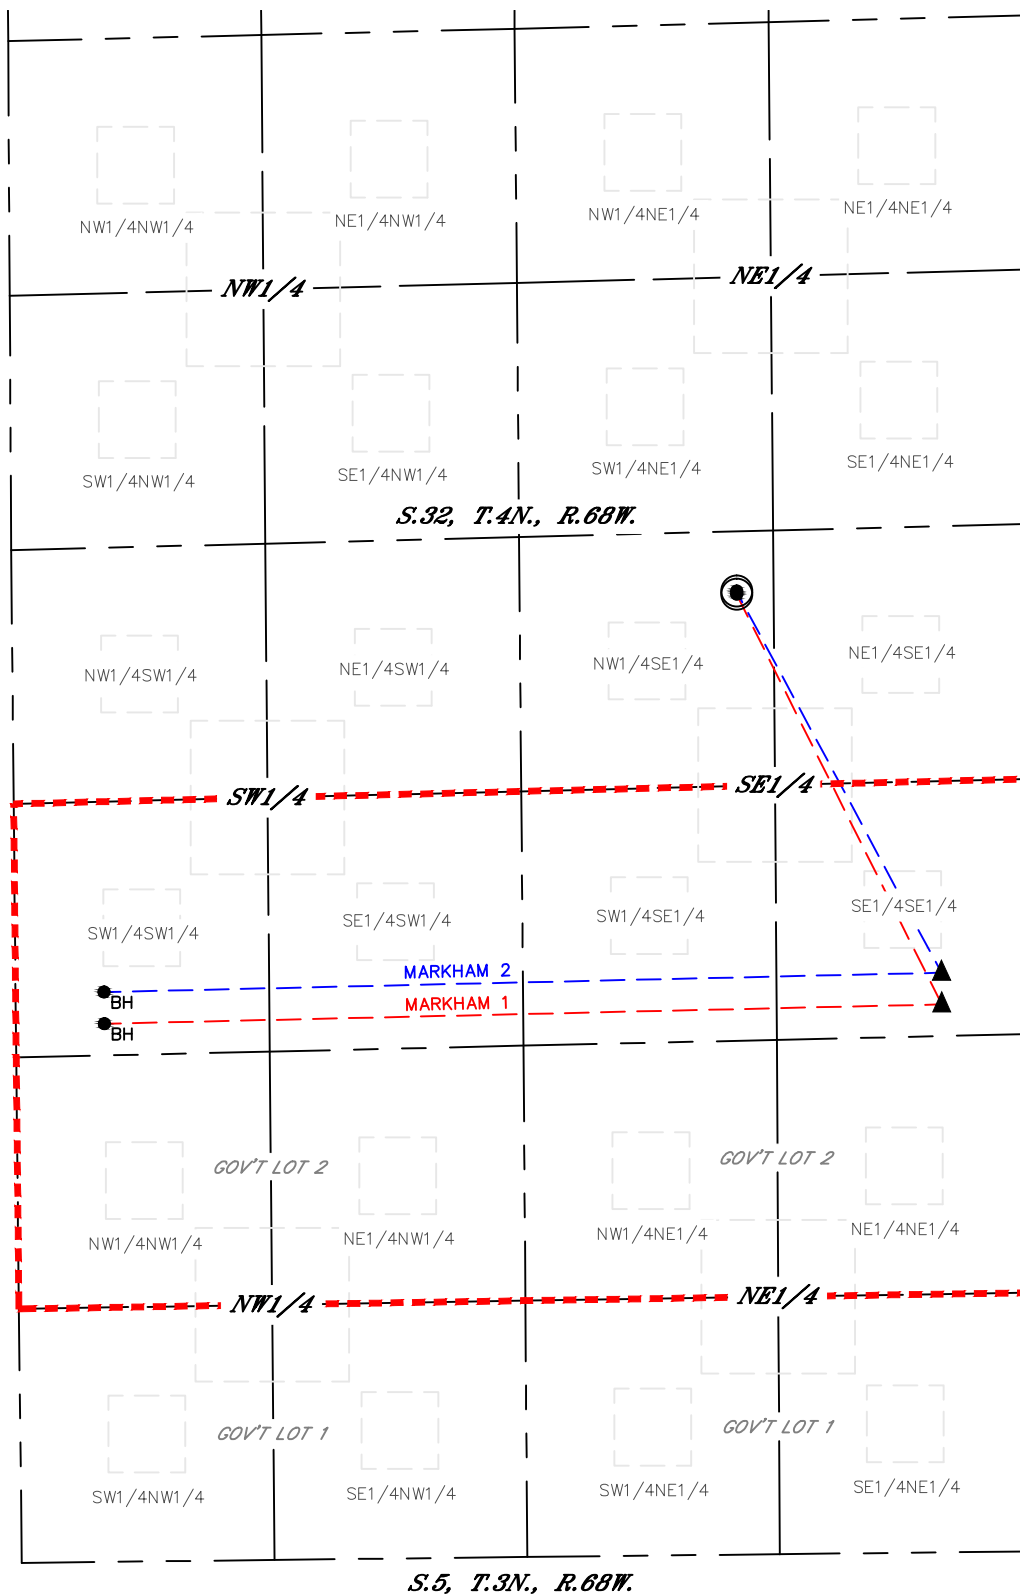 NW1/4NW1/4
NE1/4NW1/4
NW1/4NE1/4
NE1/4NE1/4
NW1/4
NE1/4
SW1/4NW1/4
SE1/4NW1/4
SW1/4NE1/4
SE1/4NE1/4
S.32, T.4N., R.68W.
NW1/4SW1/4
NE1/4SW1/4
NW1/4SE1/4
NE1/4SE1/4
SW1/4
SE1/4
SW1/4SW1/4
SE1/4SW1/4
SW1/4SE1/4
SE1/4SE1/4
MARKHAM 2
BH
MARKHAM 1
BH
GOV'T LOT 2
GOV'T LOT 2
NW1/4NW1/4
NE1/4NW1/4
NW1/4NE1/4
NE1/4NE1/4
NW1/4
NE1/4
GOV'T LOT 1
GOV'T LOT 1
SW1/4NW1/4
SE1/4NW1/4
SW1/4NE1/4
SE1/4NE1/4
S.5, T.3N., R.68W.